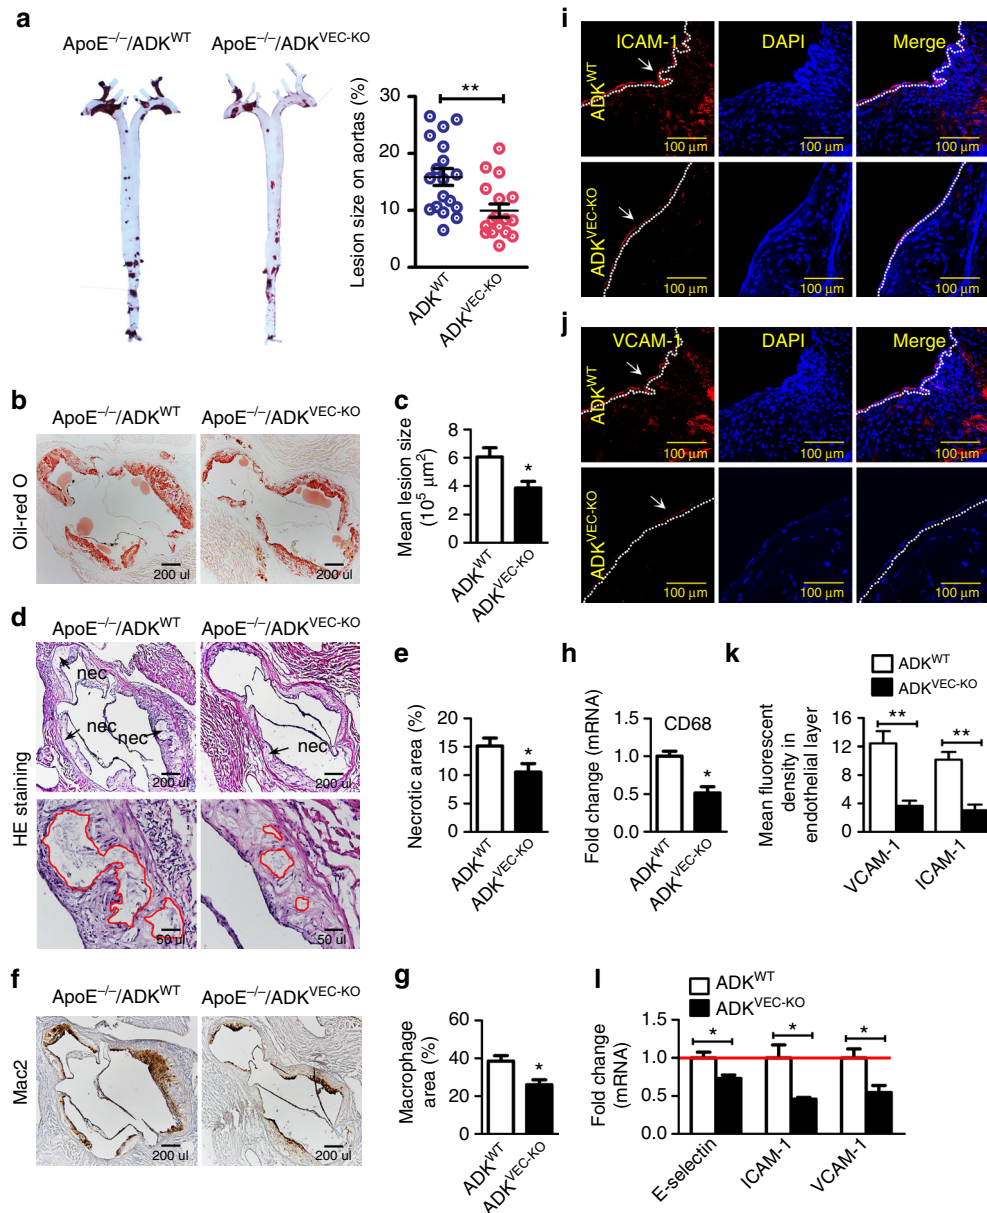 a
ApoE–/–/ADKWT
ApoE–/–/ADKVEC-KO
Lesion size on aortas (%)
30
20
10
0
**
ADKWT
ADKVEC-KO
b
ApoE–/–/ADKWT
ApoE–/–/ADKVEC-KO
Oil-red O
200 ul
200 ul
c
Mean lesion size
(10⁵ μm²)
8
6
4
2
0
*
ADKWT
ADKVEC-KO
d
ApoE–/–/ADKWT
ApoE–/–/ADKVEC-KO
HE staining
nec
nec
nec
200 ul
nec
200 ul
50 ul
50 ul
e
Necrotic area (%)
20
15
10
5
0
*
ADKWT
ADKVEC-KO
f
ApoE–/–/ADKWT
ApoE–/–/ADKVEC-KO
Mac2
200 ul
200 ul
g
Macrophage
area (%)
60
40
20
0
*
ADKWT
ADKVEC-KO
h
Fold change (mRNA)
CD68
1.5
1.0
0.5
0.0
*
ADKWT
ADKVEC-KO
i
ICAM-1
DAPI
Merge
ADKWT
100 μm
100 μm
100 μm
ADKVEC-KO
100 μm
100 μm
100 μm
j
VCAM-1
DAPI
Merge
ADKWT
100 μm
100 μm
100 μm
ADKVEC-KO
100 μm
100 μm
100 μm
k
ADKWT
ADKVEC-KO
Mean fluorescent
density in
endothelial layer
12
8
4
0
**
**
VCAM-1
ICAM-1
l
ADKWT
ADKVEC-KO
Fold change
(mRNA)
1.5
1.0
0.5
0.0
*
*
*
E-selectin
ICAM-1
VCAM-1